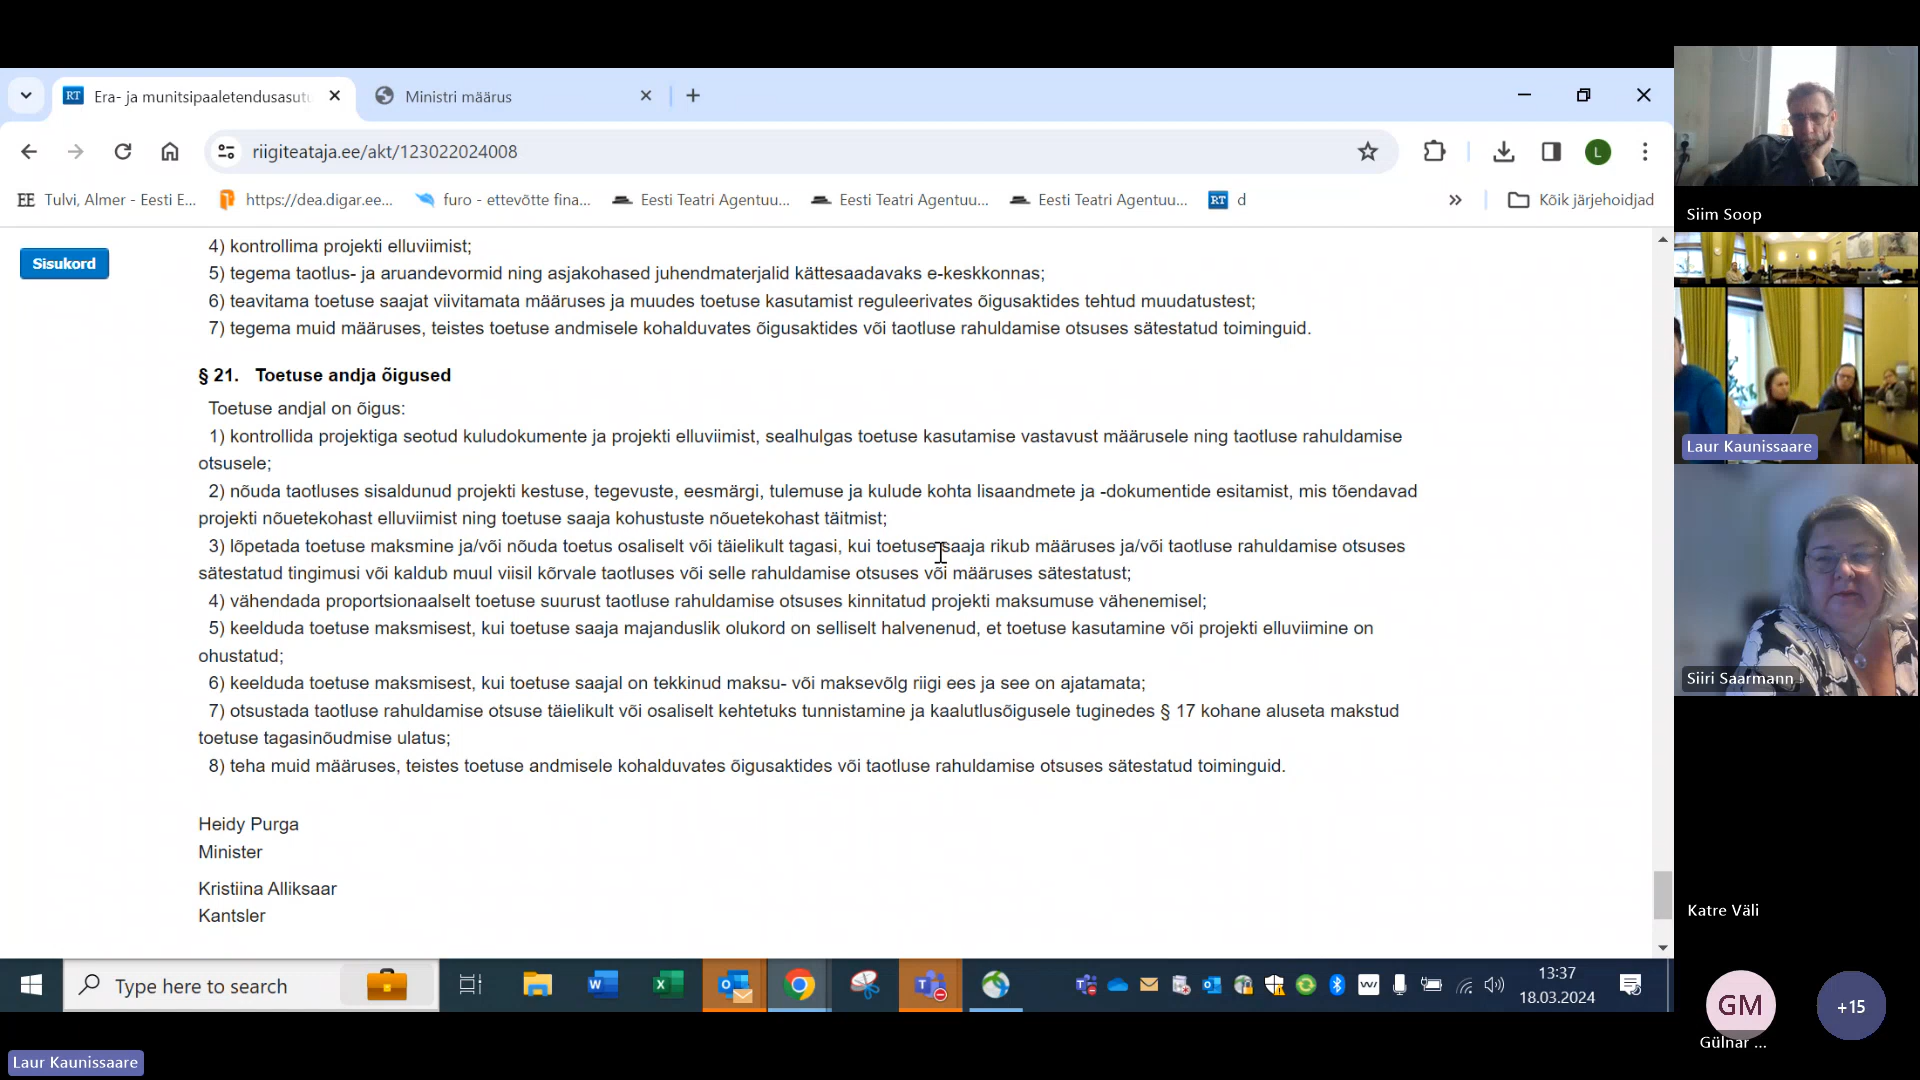 RT Era- ja munitsipaaletendusasut
Ministri määrus
riigiteataja.ee/akt/123022024008
L
EE Tulvi, Almer - Eesti E...
https://dea.digar.ee...
furo - ettevõtte fina...
Eesti Teatri Agentuu...
Eesti Teatri Agentuu...
Eesti Teatri Agentuu...
RT d
Kõik järjehoidjad
Sisukord
4) kontrollima projekti elluviimist;
5) tegema taotlus- ja aruandevormid ning asjakohased juhendmaterjalid kättesaadavaks e-keskkonnas;
6) teavitama toetuse saajat viivitamata määruses ja muudes toetuse kasutamist reguleerivates õigusaktides tehtud muudatustest;
7) tegema muid määruses, teistes toetuse andmisele kohalduvates õigusaktides või taotluse rahuldamise otsuses sätestatud toiminguid.
§ 21. Toetuse andja õigused
Toetuse andjal on õigus:
1) kontrollida projektiga seotud kuludokumente ja projekti elluviimist, sealhulgas toetuse kasutamise vastavust määrusele ning taotluse rahuldamise
otsusele;
2) nõuda taotluses sisaldunud projekti kestuse, tegevuste, eesmärgi, tulemuse ja kulude kohta lisaandmete ja -dokumentide esitamist, mis tõendavad
projekti nõuetekohast elluviimist ning toetuse saaja kohustuste nõuetekohast täitmist;
3) lõpetada toetuse maksmine ja/või nõuda toetus osaliselt või täielikult tagasi, kui toetuse saaja rikub määruses ja/või taotluse rahuldamise otsuses
sätestatud tingimusi või kaldub muul viisil kõrvale taotluses või selle rahuldamise otsuses või määruses sätestatust;
4) vähendada proportsionaalselt toetuse suurust taotluse rahuldamise otsuses kinnitatud projekti maksumuse vähenemisel;
5) keelduda toetuse maksmisest, kui toetuse saaja majanduslik olukord on selliselt halvenenud, et toetuse kasutamine või projekti elluviimine on
ohustatud;
6) keelduda toetuse maksmisest, kui toetuse saajal on tekkinud maksu- või maksevõlg riigi ees ja see on ajatamata;
7) otsustada taotluse rahuldamise otsuse täielikult või osaliselt kehtetuks tunnistamine ja kaalutlusõigusele tuginedes § 17 kohane aluseta makstud
toetuse tagasinõudmise ulatus;
8) teha muid määruses, teistes toetuse andmisele kohalduvates õigusaktides või taotluse rahuldamise otsuses sätestatud toiminguid.
Heidy Purga
Minister
Kristiina Alliksaar
Kantsler
Type here to search
13:37
18.03.2024
Laur Kaunissaare
Siim Soop
Laur Kaunissaare
Siiri Saarmann
Katre Väli
GM
+15
Gülnar ...